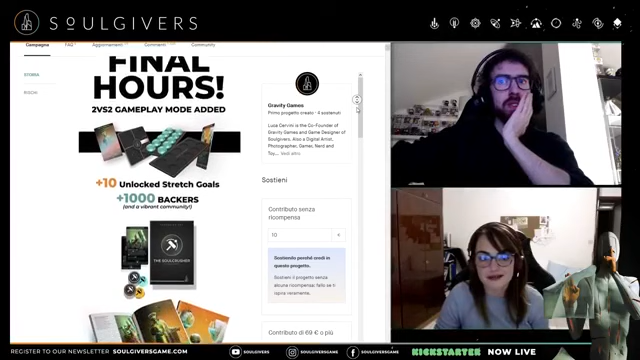 SOULGIVERS
Campagna FAQ Aggiornamenti Commenti Community
STORIA
RISCHI
FINAL
HOURS!
2VS2 GAMEPLAY MODE ADDED
+10 Unlocked Stretch Goals
+1000 BACKERS
(and a vibrant community!)
THE SOULCRUSHER
Gravity Games
Primo progetto creato · 4 sostenuti
Luca Dervini is the Co-Founder of
Gravity Games and Game Designer of
Soulgivers. Also a Digital Artist,
Photographer, Gamer, Nerd and
Toy... Vedi altro
Sostieni
Contributo senza
ricompensa
10
€
Sostienilo perché credi in
questo progetto.
Sostieni il progetto senza
alcuna ricompensa: fallo se ti
ispira veramente.
Contributo di 69 € o più
REGISTER TO OUR NEWSLETTER SOULGIVERSGAME.COM
SOULGIVERS
SOULGIVERSGAME
SOULGIVERSGAME
KICKSTARTER NOW LIVE